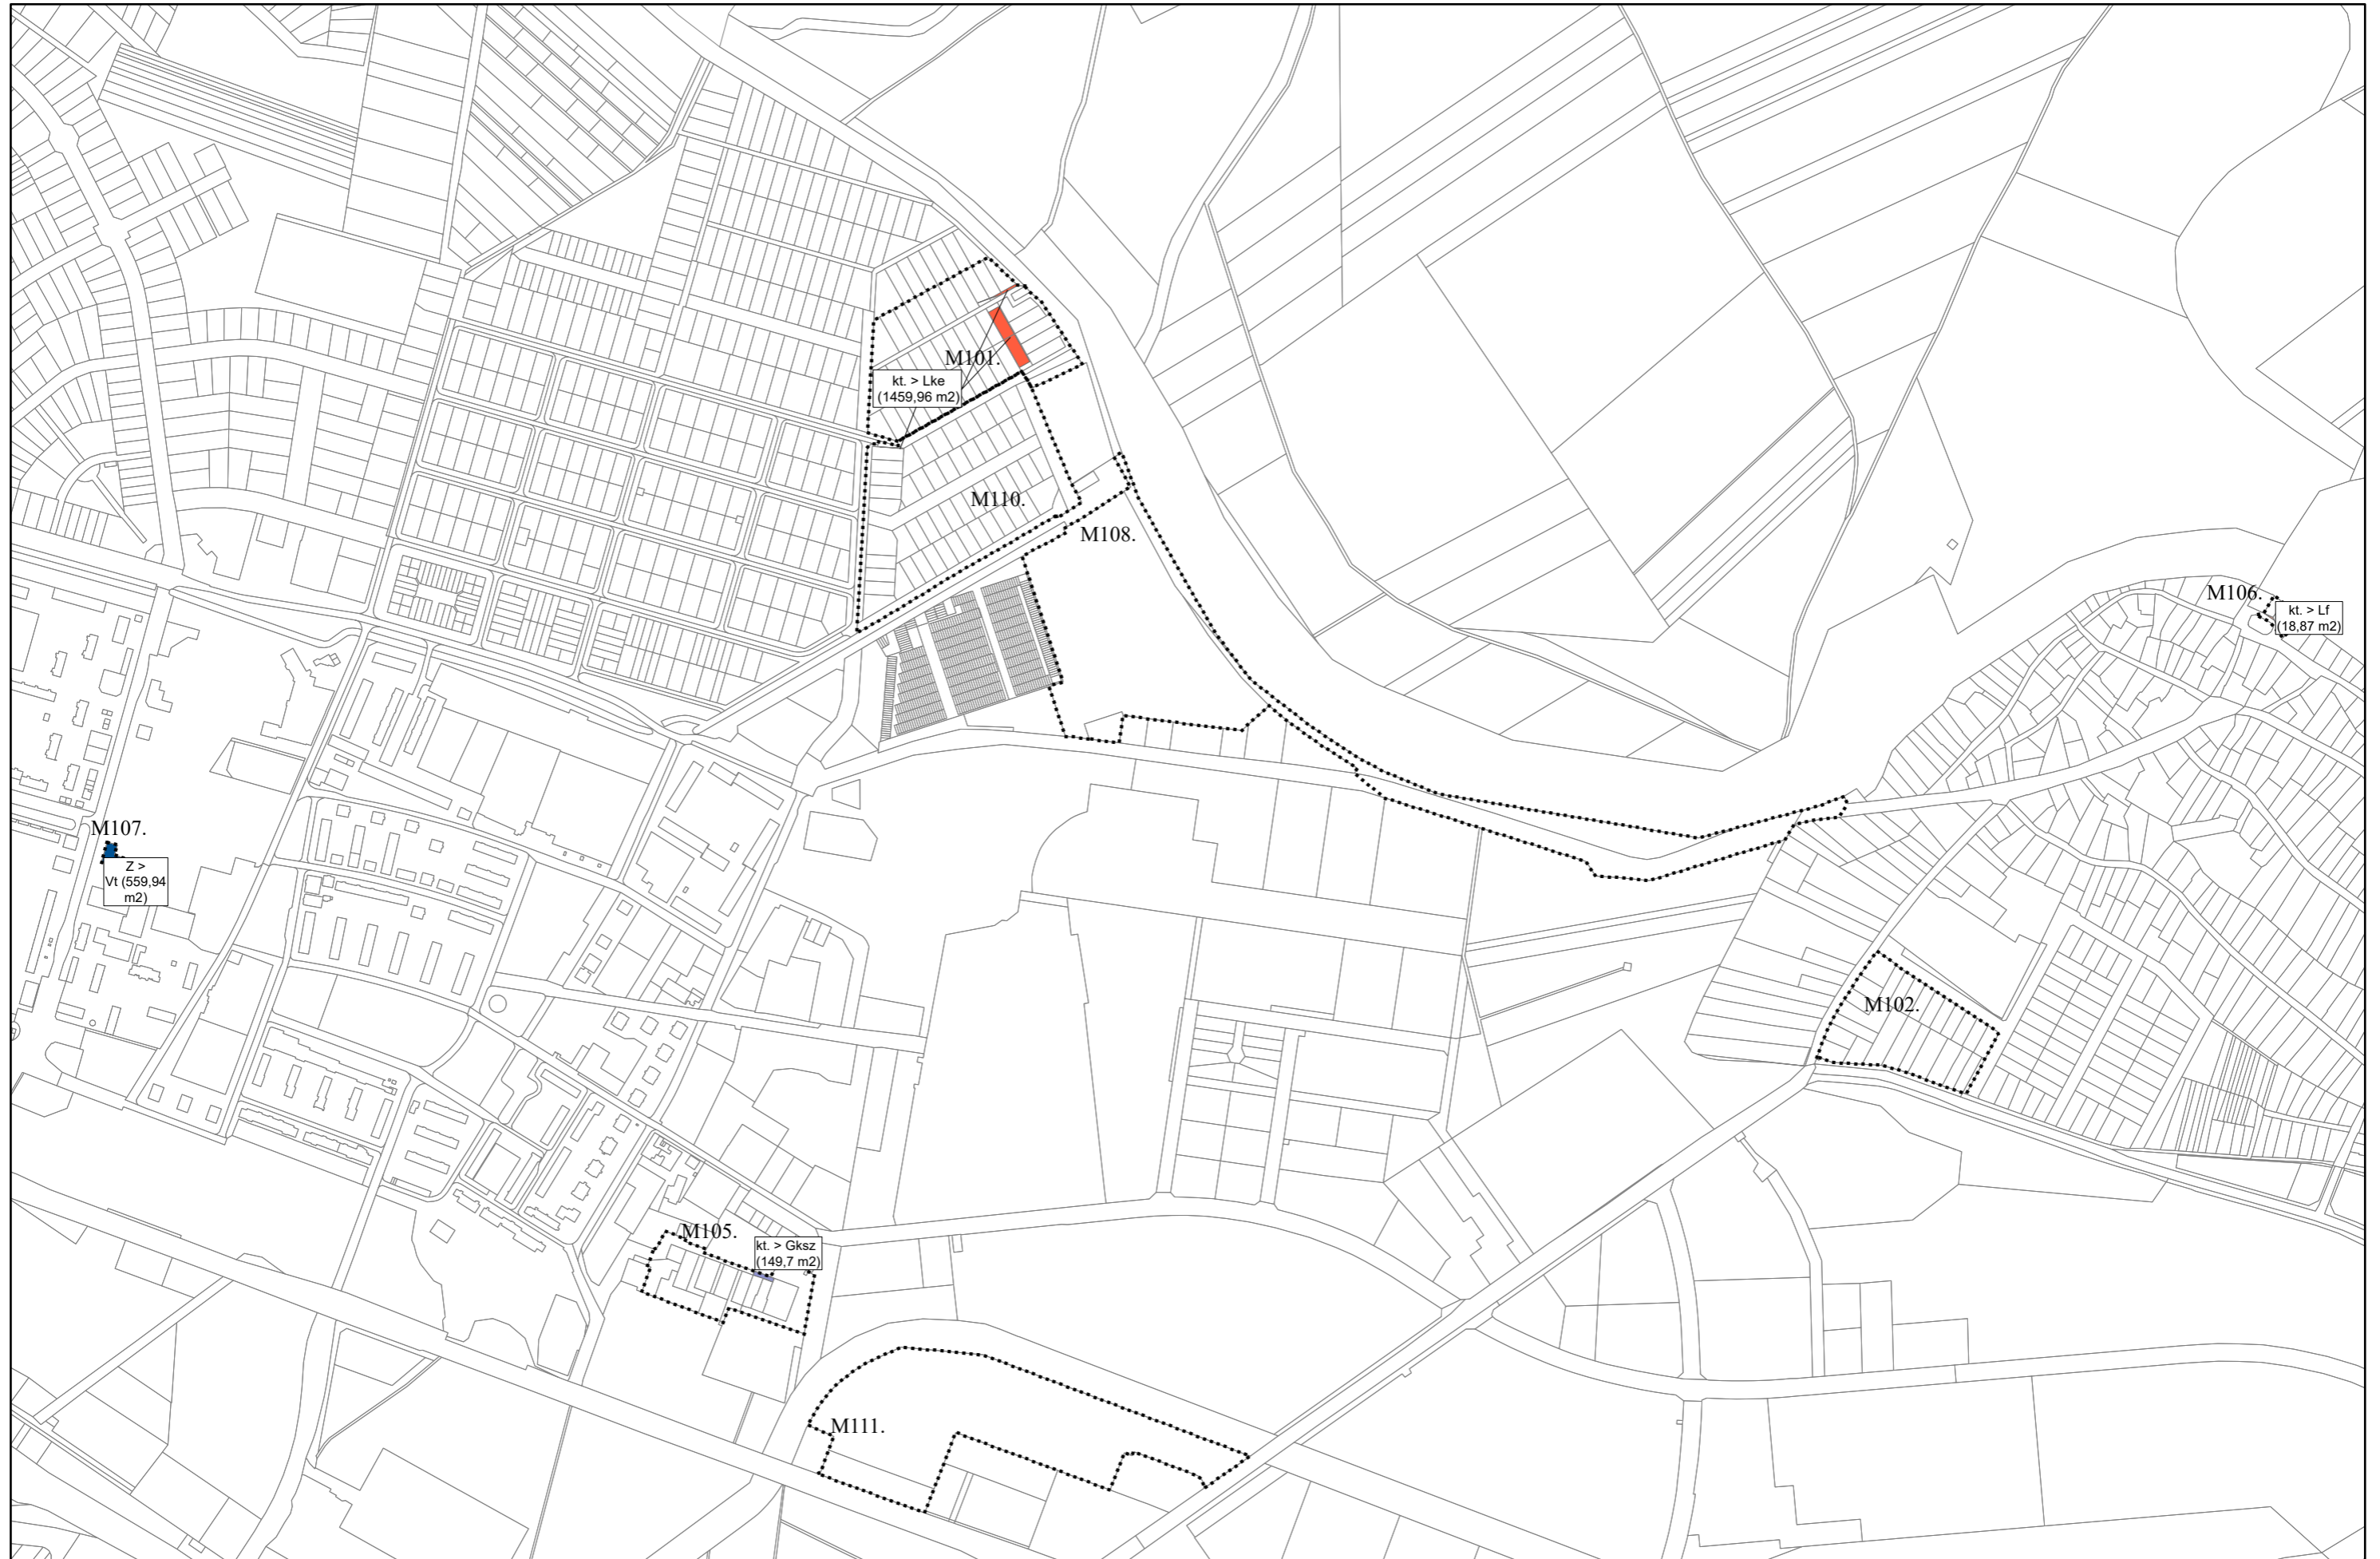 M101.
kt. > Lke
(1459,96 m2)
M110.
M108.
M106.
kt. > Lf
(18,87 m2)
M107.
Z >
Vt (559,94
m2)
M102.
M105.
kt. > Gksz
(149,7 m2)
M111.